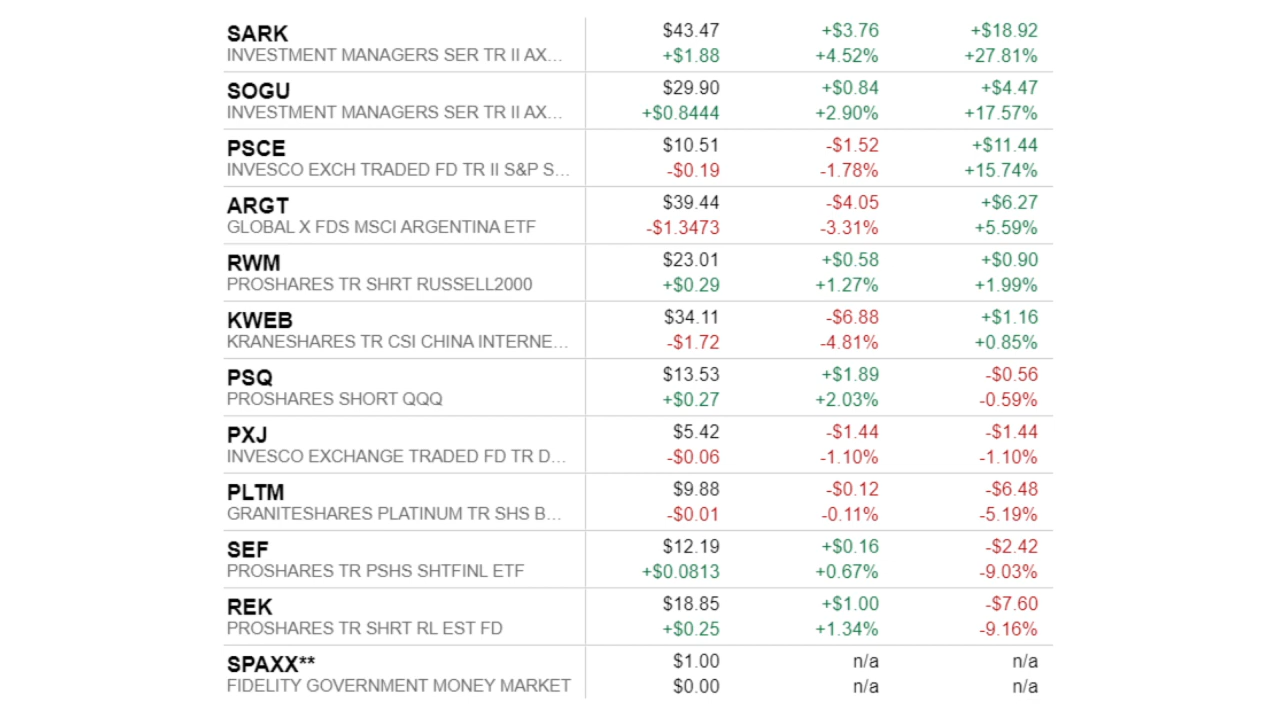 SARK $43.47 +$3.76 +$18.92
INVESTMENT MANAGERS SER TR II AX... +$1.88 +4.52% +27.81%
SOGU $29.90 +$0.84 +$4.47
INVESTMENT MANAGERS SER TR II AX... +$0.8444 +2.90% +17.57%
PSCE $10.51 -$1.52 +$11.44
INVESCO EXCH TRADED FD TR II S&P S... -$0.19 -1.78% +15.74%
ARGT $39.44 -$4.05 +$6.27
GLOBAL X FDS MSCI ARGENTINA ETF -$1.3473 -3.31% +5.59%
RWM $23.01 +$0.58 +$0.90
PROSHARES TR SHRT RUSSELL2000 +$0.29 +1.27% +1.99%
KWEB $34.11 -$6.88 +$1.16
KRANESHARES TR CSI CHINA INTERNE... -$1.72 -4.81% +0.85%
PSQ $13.53 +$1.89 -$0.56
PROSHARES SHORT QQQ +$0.27 +2.03% -0.59%
PXJ $5.42 -$1.44 -$1.44
INVESCO EXCHANGE TRADED FD TR D... -$0.06 -1.10% -1.10%
PLTM $9.88 -$0.12 -$6.48
GRANITESHARES PLATINUM TR SHS B... -$0.01 -0.11% -5.19%
SEF $12.19 +$0.16 -$2.42
PROSHARES TR PSHS SHTFINL ETF +$0.0813 +0.67% -9.03%
REK $18.85 +$1.00 -$7.60
PROSHARES TR SHRT RL EST FD +$0.25 +1.34% -9.16%
SPAXX** $1.00 n/a n/a
FIDELITY GOVERNMENT MONEY MARKET $0.00 n/a n/a